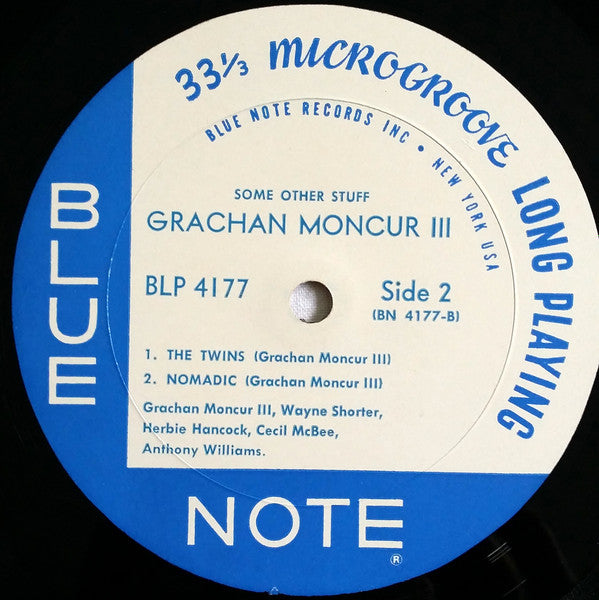 33⅓ MICROGROOVE LONG PLAYING
BLUE NOTE RECORDS INC • NEW YORK USA
SOME OTHER STUFF
GRACHAN MONCUR III
BLP 4177
Side 2
(BN 4177-B)
1. THE TWINS (Grachan Moncur III)
2. NOMADIC (Grachan Moncur III)
Grachan Moncur III, Wayne Shorter,
Herbie Hancock, Cecil McBee,
Anthony Williams.
BLUE
NOTE®